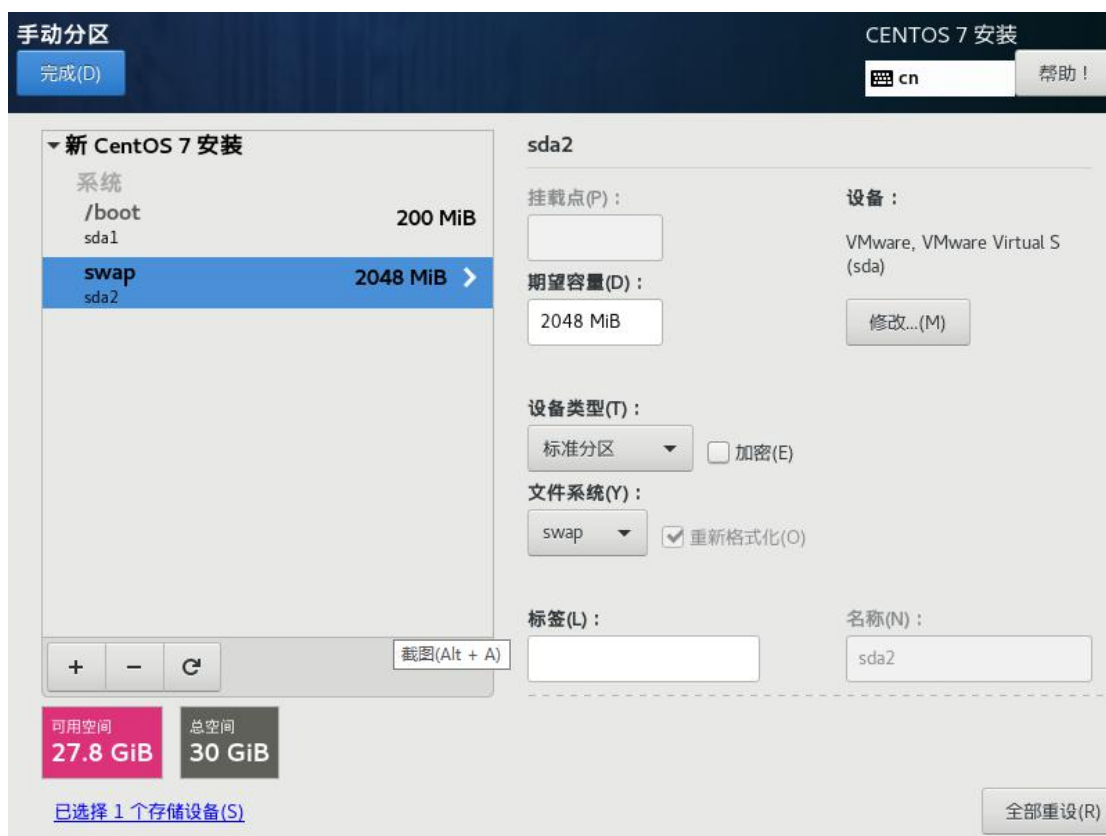 手动分区
完成(D)
CENTOS 7 安装
cn
帮助！
新 CentOS 7 安装
系统
/boot
200 MiB
sda1
swap
2048 MiB
sda2
sda2
挂载点(P)：
设备：
VMware, VMware Virtual S
(sda)
期望容量(D)：
2048 MiB
修改...(M)
设备类型(T)：
标准分区
加密(E)
文件系统(Y)：
swap
重新格式化(O)
标签(L)：
名称(N)：
sda2
+ −
截图(Alt + A)
可用空间
27.8 GiB
总空间
30 GiB
已选择 1 个存储设备(S)
全部重设(R)